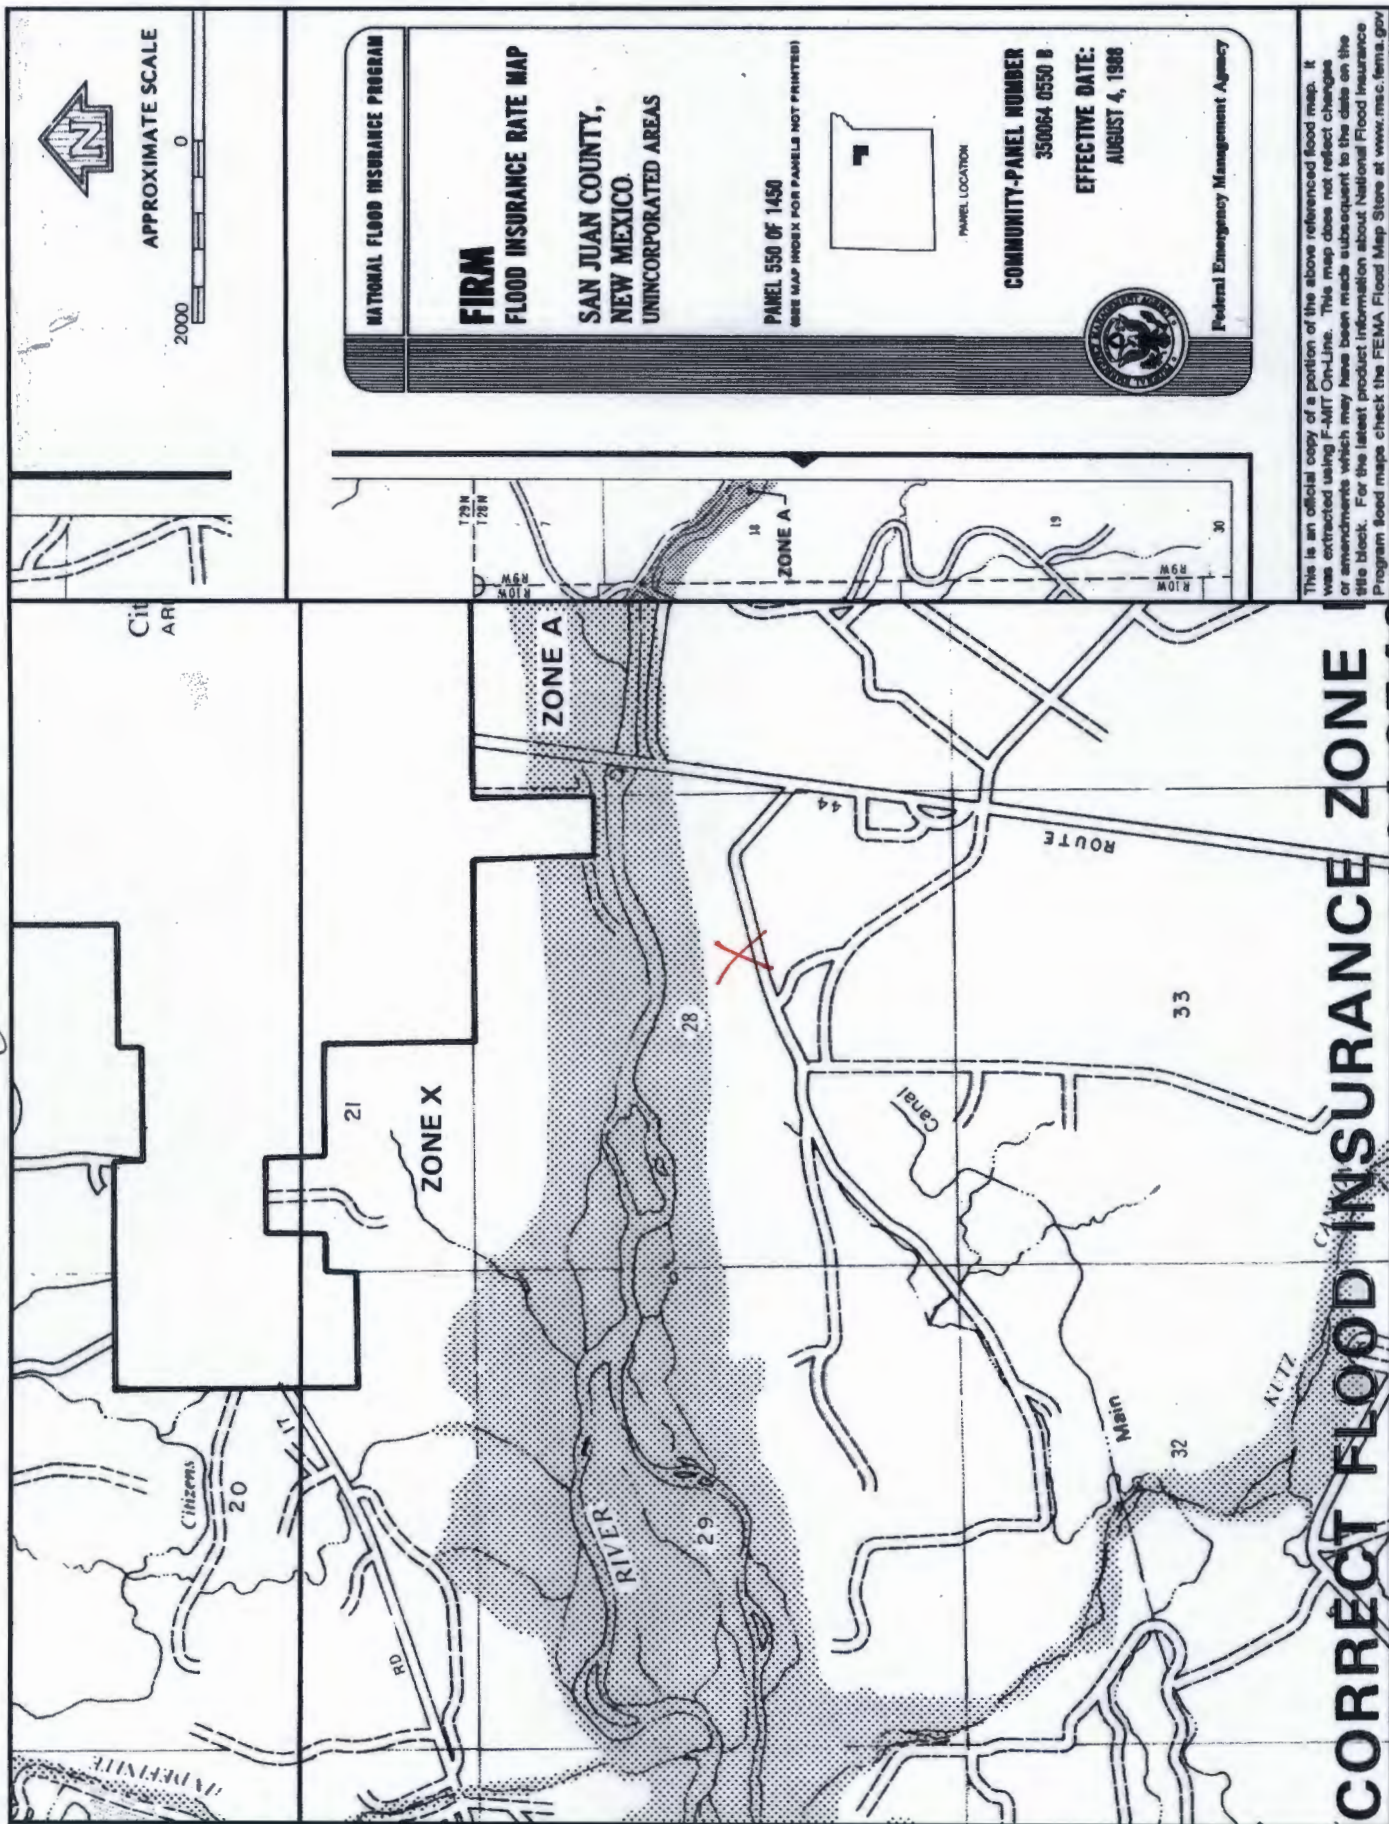 APPROXIMATE SCALE
2000
0
N
NATIONAL FLOOD INSURANCE PROGRAM
FIRM
FLOOD INSURANCE RATE MAP
SAN JUAN COUNTY,
NEW MEXICO.
UNINCORPORATED AREAS
PANEL 550 OF 1450
(SEE MAP INDEX FOR PANELS NOT PRINTED)
PANEL LOCATION
COMMUNITY-PANEL NUMBER
350064 0550 B
EFFECTIVE DATE:
AUGUST 4, 1988
Federal Emergency Management Agency
This is an official copy of a portion of the above referenced flood map. It
was extracted using F-MIT On-Line. This map does not reflect changes
or amendments which may have been made subsequent to the date on the
title block. For the latest product information about National Flood Insurance
Program flood maps check the FEMA Flood Map Store at www.msc.fema.gov
T29N
T28N
R10W
R9W
7
18
ZONE A
19
30
R10W
R9W
Cit
ZONE A
44
ROUTE
28
33
21
ZONE X
Canal
Main
32
KUTZ
Citizens
20
17
RD
RIVER
29
INDEFINITE
CORRECT FLOOD INSURANCE ZONE